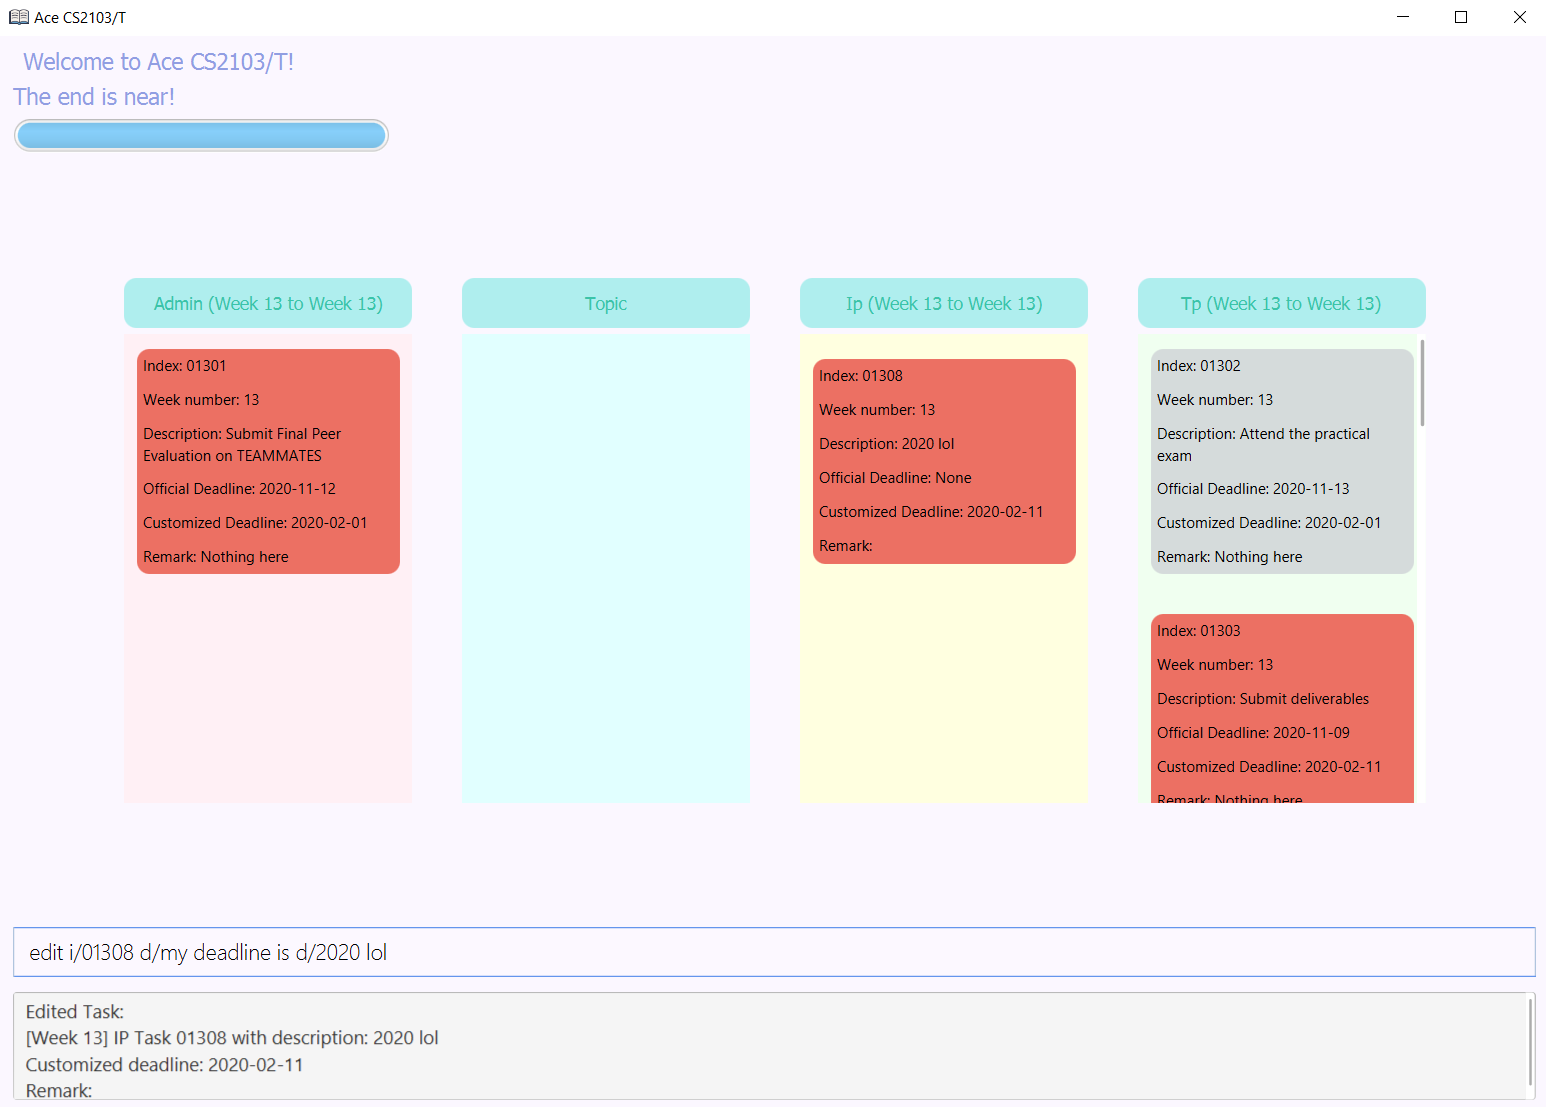 Ace CS2103/T
Welcome to Ace CS2103/T!
The end is near!
Admin (Week 13 to Week 13)
Index: 01301
Week number: 13
Description: Submit Final Peer
Evaluation on TEAMMATES
Official Deadline: 2020-11-12
Customized Deadline: 2020-02-01
Remark: Nothing here
Topic
Ip (Week 13 to Week 13)
Index: 01308
Week number: 13
Description: 2020 lol
Official Deadline: None
Customized Deadline: 2020-02-11
Remark:
Tp (Week 13 to Week 13)
Index: 01302
Week number: 13
Description: Attend the practical
exam
Official Deadline: 2020-11-13
Customized Deadline: 2020-02-01
Remark: Nothing here
Index: 01303
Week number: 13
Description: Submit deliverables
Official Deadline: 2020-11-09
Customized Deadline: 2020-02-11
Remark: Nothing here
edit i/01308 d/my deadline is d/2020 lol
Edited Task:
[Week 13] IP Task 01308 with description: 2020 lol
Customized deadline: 2020-02-11
Remark: